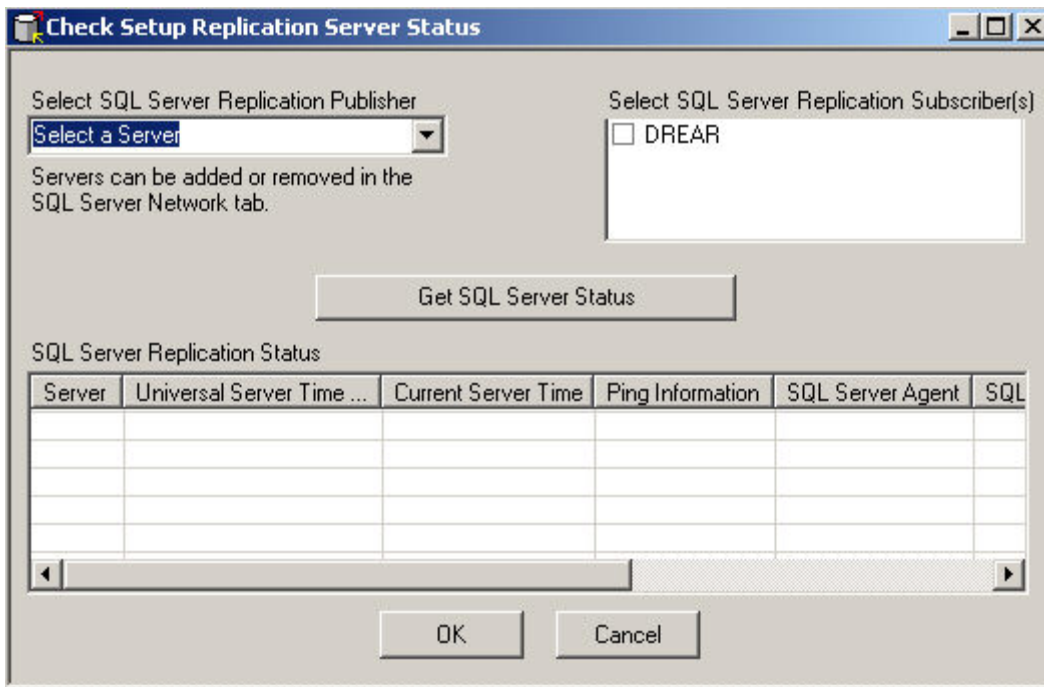 Check Setup Replication Server Status
Select SQL Server Replication Publisher
Select a Server
Servers can be added or removed in the
SQL Server Network tab.
Select SQL Server Replication Subscriber(s)
DREAR
Get SQL Server Status
SQL Server Replication Status
Server Universal Server Time ... Current Server Time Ping Information SQL Server Agent SQL
OK Cancel